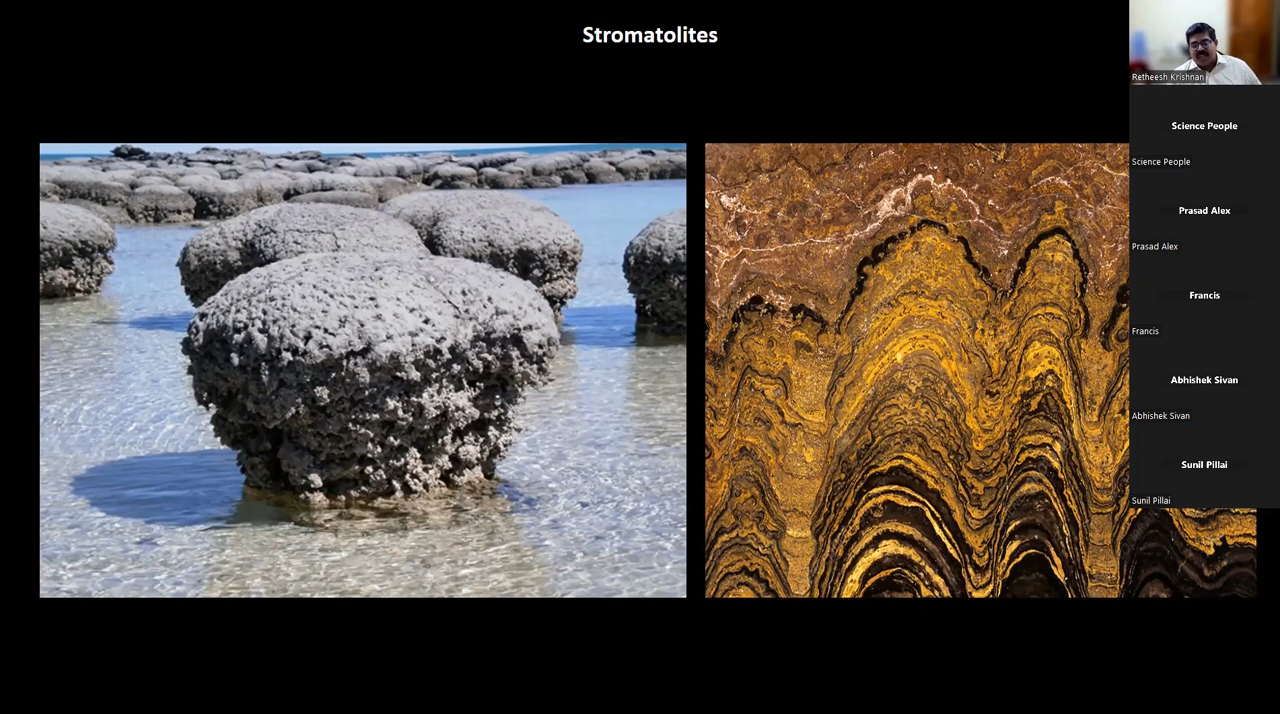 Stromatolites
Retheesh Krishnan
Science People
Science People
Prasad Alex
Prasad Alex
Francis
Francis
Abhishek Sivan
Abhishek Sivan
Sunil Pillai
Sunil Pillai